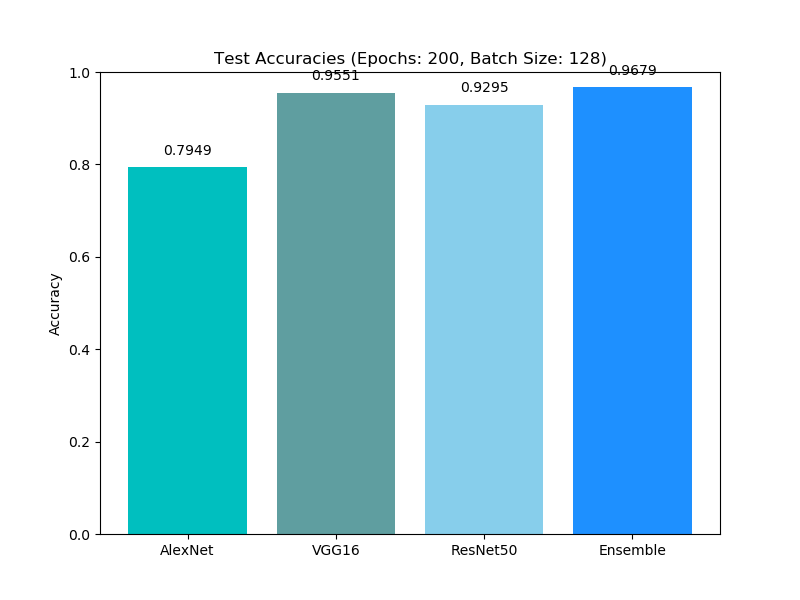 Test Accuracies (Epochs: 200, Batch Size: 128)
0.7949
0.9551
0.9295
0.9679
Accuracy
1.0
0.8
0.6
0.4
0.2
0.0
AlexNet
VGG16
ResNet50
Ensemble